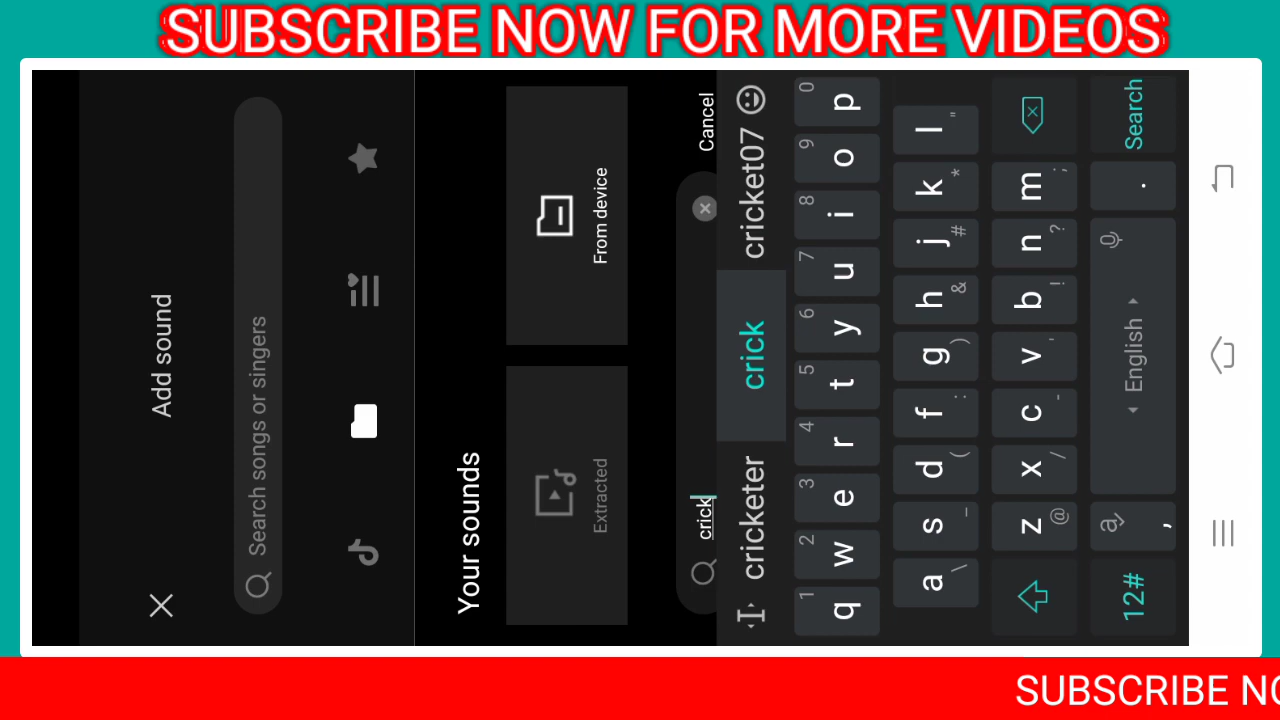 SUBSCRIBE NOW FOR MORE VIDEOS
Add sound
Search songs or singers
Your sounds
Extracted
From device
crick
Cancel
cricketer crick cricket07
1 2 3 4 5 6 7 8 9 0
q w e r t y u i o p
a s d f g h j k l
\ _ ( : ) & # * "
z x c v b n m
@ / - ' ! ? ;
12# , English . Search
SUBSCRIBE NO